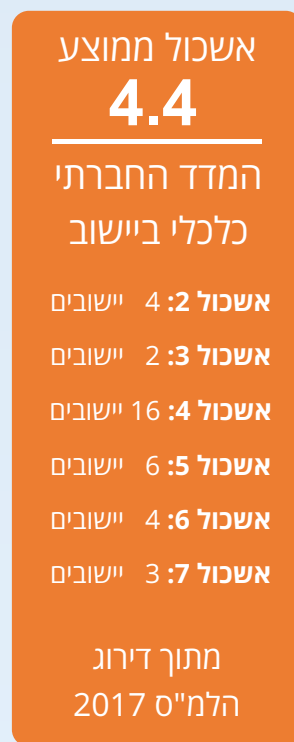 אשכול ממוצע
4.4
המדד החברתי
כלכלי ביישוב
אשכול 2: 4 יישובים
אשכול 3: 2 יישובים
אשכול 4: 16 יישובים
אשכול 5: 6 יישובים
אשכול 6: 4 יישובים
אשכול 7: 3 יישובים
מתוך דירוג
הלמ"ס 2017